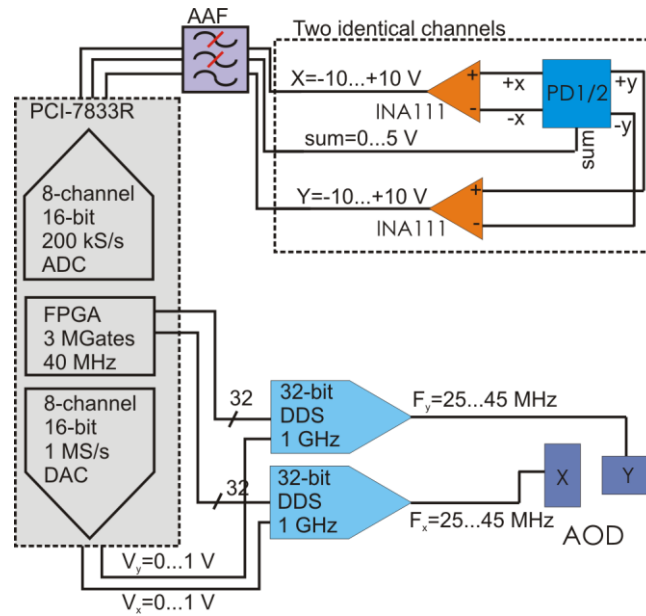 AAF
Two identical channels
X=-10...+10 V
INA111
+
-
+x
-x
PD1/2
+y
-y
sum
sum=0...5 V
Y=-10...+10 V
INA111
+
-
PCI-7833R
8-channel
16-bit
200 kS/s
ADC
FPGA
3 MGates
40 MHz
8-channel
16-bit
1 MS/s
DAC
32
32-bit
DDS
1 GHz
Fy=25...45 MHz
32
32-bit
DDS
1 GHz
Fx=25...45 MHz
X
Y
AOD
Vy=0...1 V
Vx=0...1 V